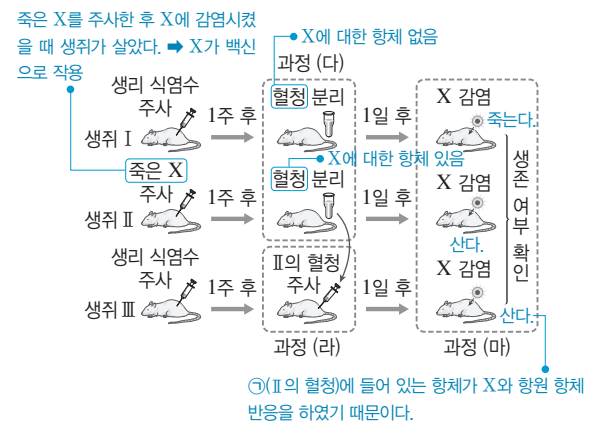 죽은 X를 주사한 후 X에 감염시켰
을 때 생쥐가 살았다. ➡ X가 백신
으로 작용
X에 대한 항체 없음
과정 (다)
생리 식염수
주사
생쥐 Ⅰ
1주 후
혈청 분리
1일 후
X 감염
죽는다.
X에 대한 항체 있음
죽은 X
주사
생쥐 Ⅱ
1주 후
혈청 분리
1일 후
X 감염
산다.
생존 여부 확인
생리 식염수
주사
생쥐 Ⅲ
1주 후
Ⅱ의 혈청
주사
1일 후
X 감염
산다.
과정 (라)
과정 (마)
㉠(Ⅱ의 혈청)에 들어 있는 항체가 X와 항원 항체
반응을 하였기 때문이다.